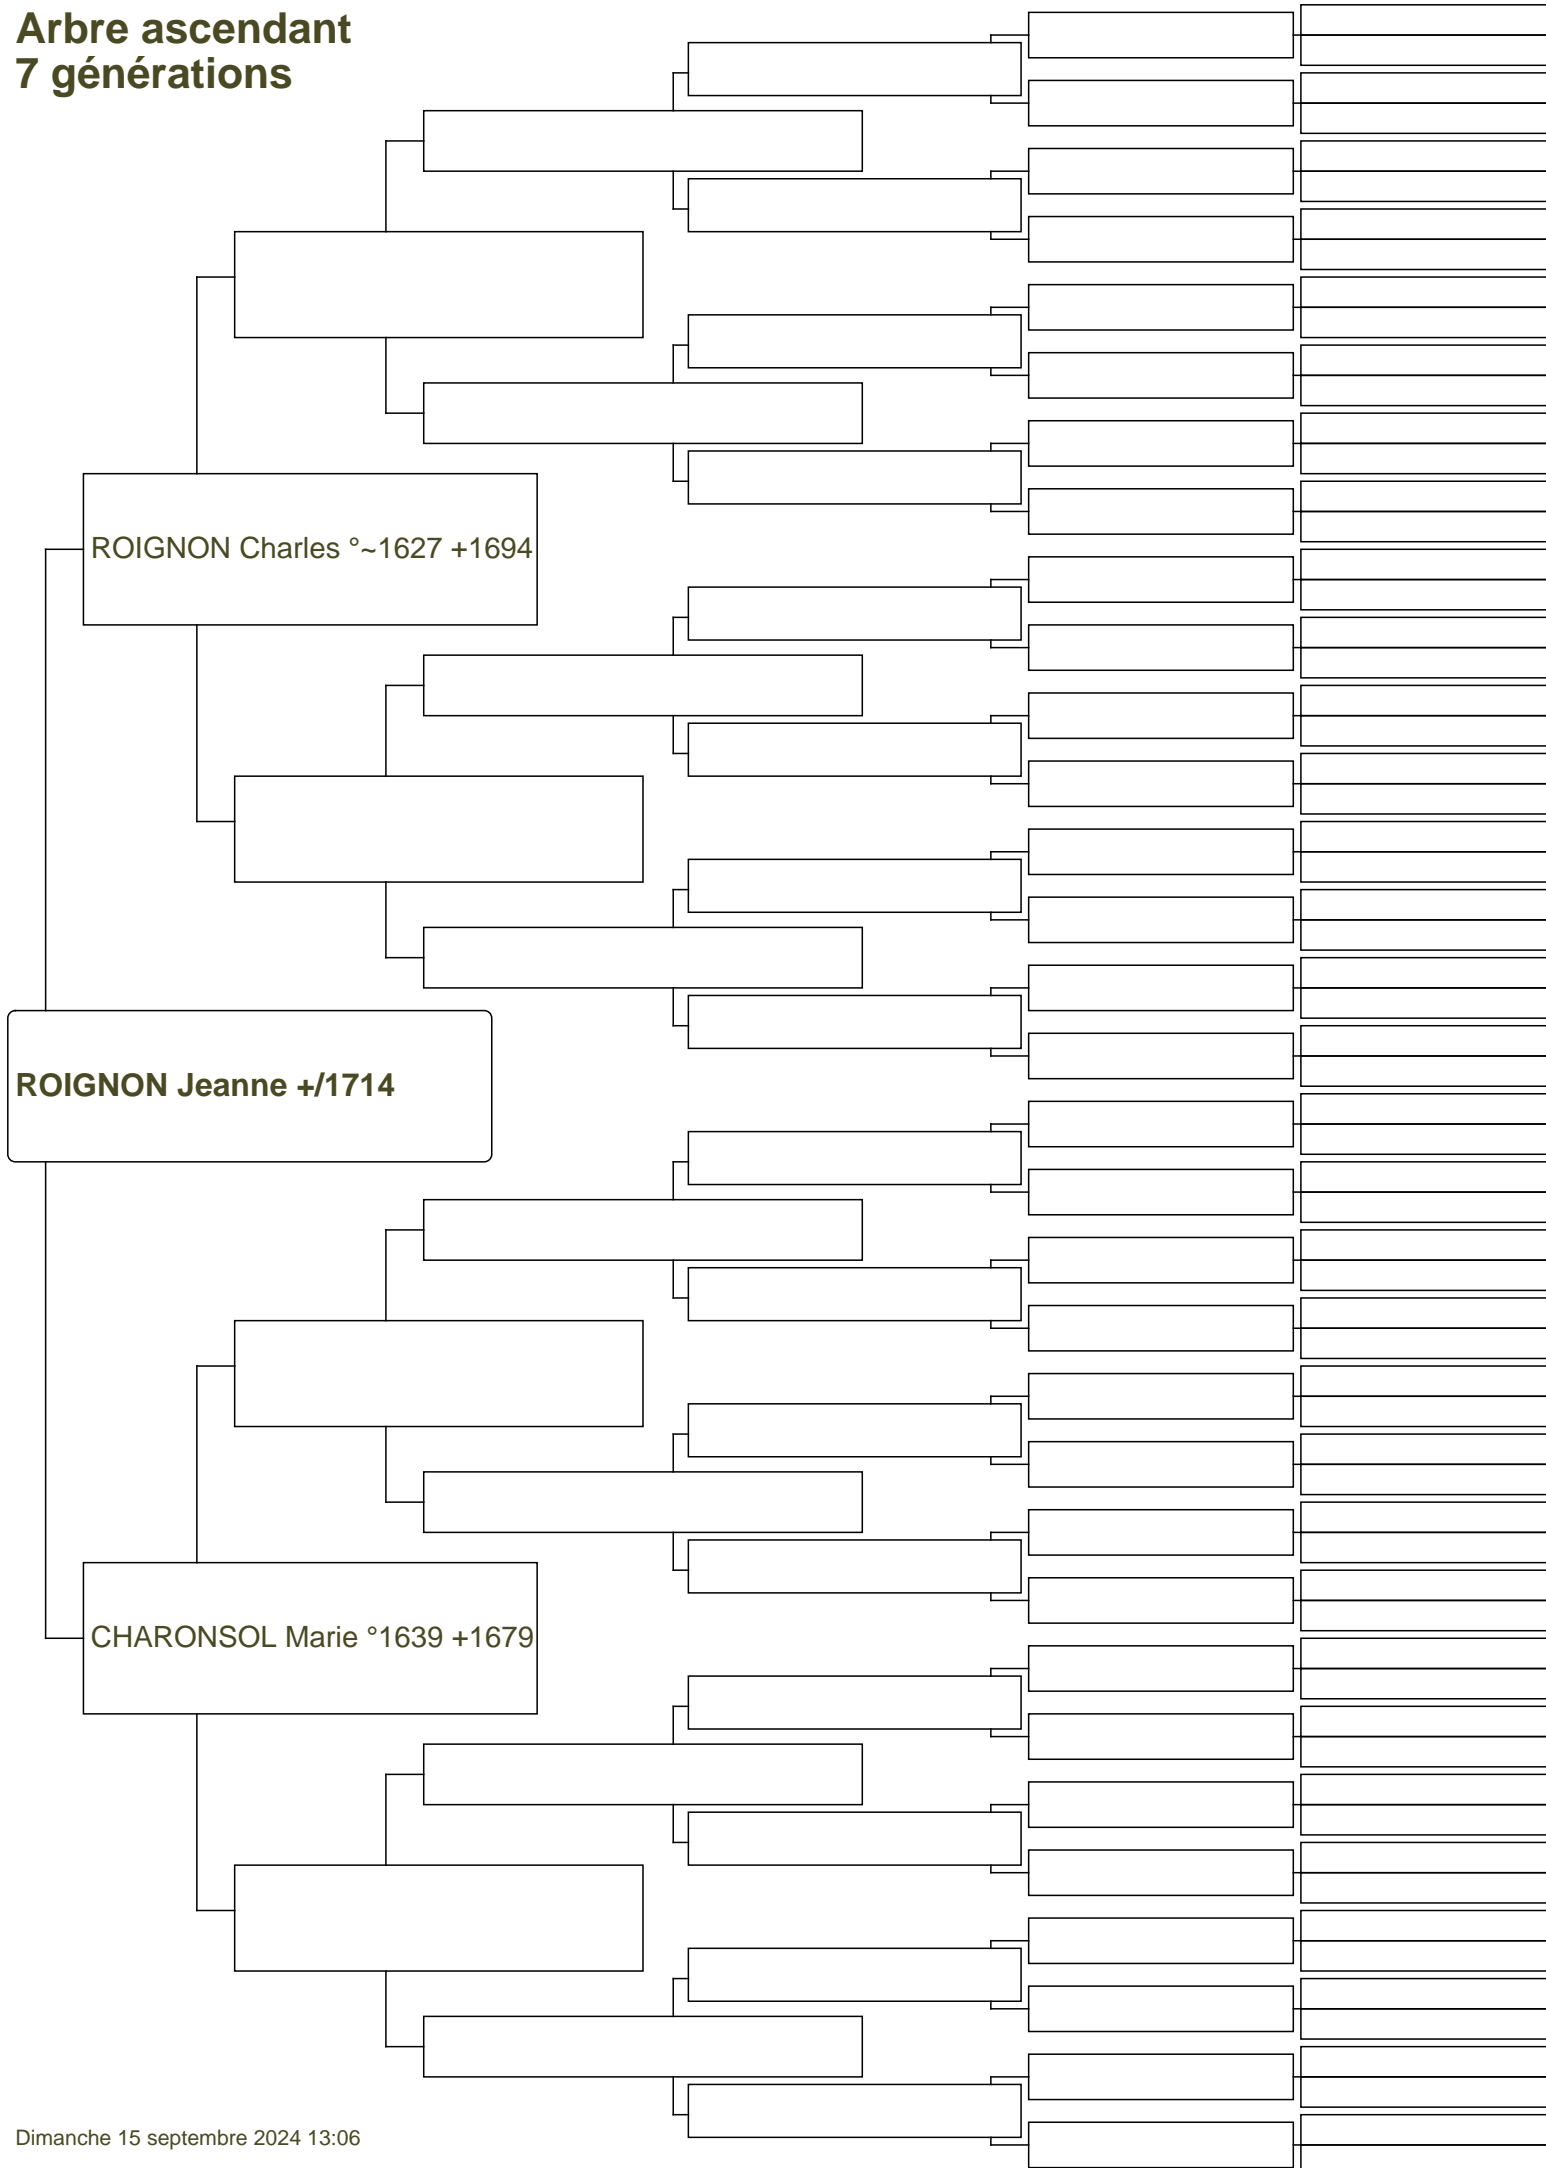 Arbre ascendant
7 générations
ROIGNON Charles °~1627 +1694
ROIGNON Jeanne +/1714
CHARONSOL Marie °1639 +1679
Dimanche 15 septembre 2024 13:06